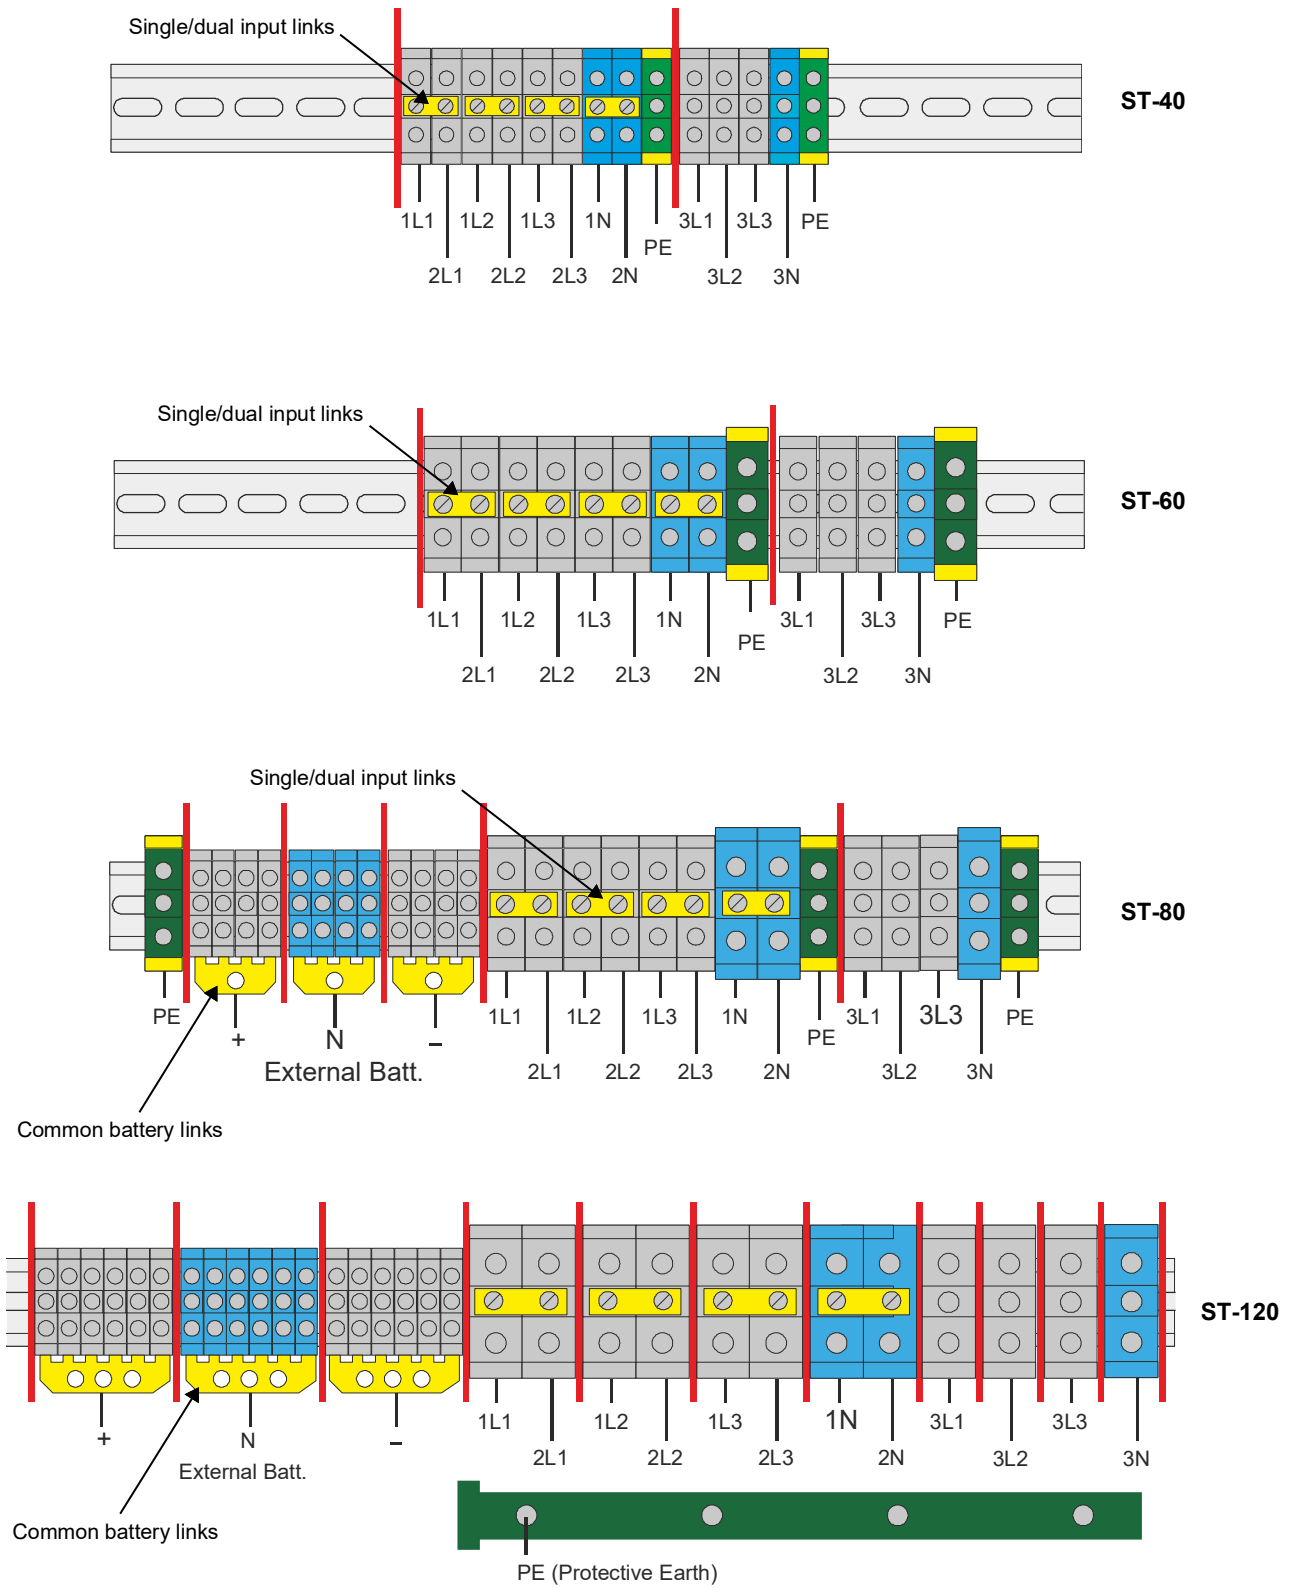 Single/dual input links
ST-40
1L1 1L2 1L3 1N 3L1 3L3 PE
PE
2L1 2L2 2L3 2N 3L2 3N
Single/dual input links
ST-60
1L1 1L2 1L3 1N 3L1 3L3 PE
PE
2L1 2L2 2L3 2N 3L2 3N
Single/dual input links
ST-80
PE 1L1 1L2 1L3 1N 3L1 3L3 PE
+ N – PE
External Batt. 2L1 2L2 2L3 2N 3L2 3N
Common battery links
ST-120
1L1 1L2 1L3 1N 3L1 3L3
+ N –
2L1 2L2 2L3 2N 3L2 3N
External Batt.
Common battery links
PE (Protective Earth)